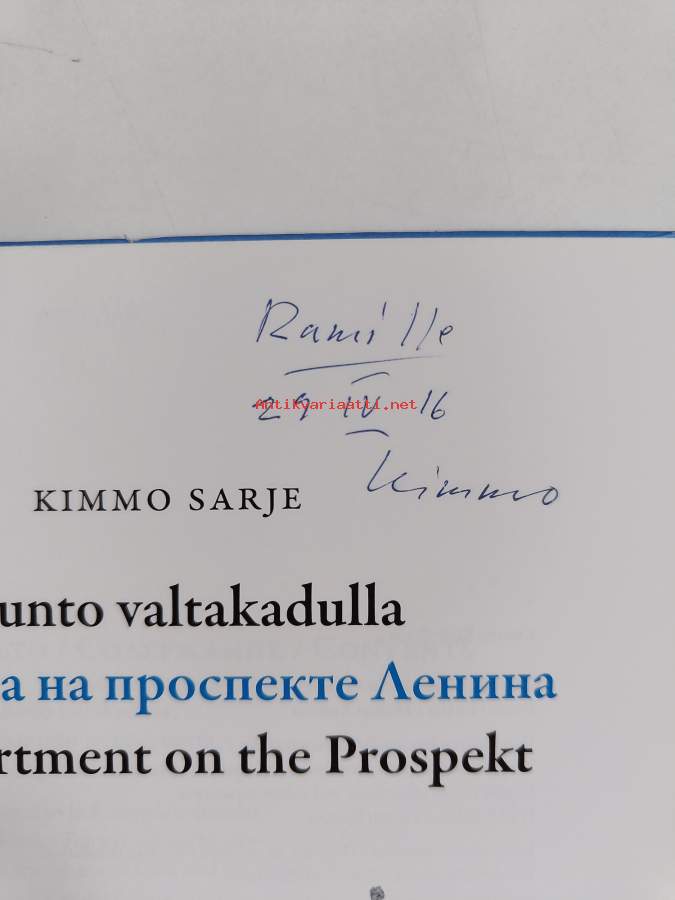 Ramille
29 IV 16
Antikvariaatti.net
Kimmo
KIMMO SARJE
unto valtakadulla
а на проспекте Ленина
rtment on the Prospekt